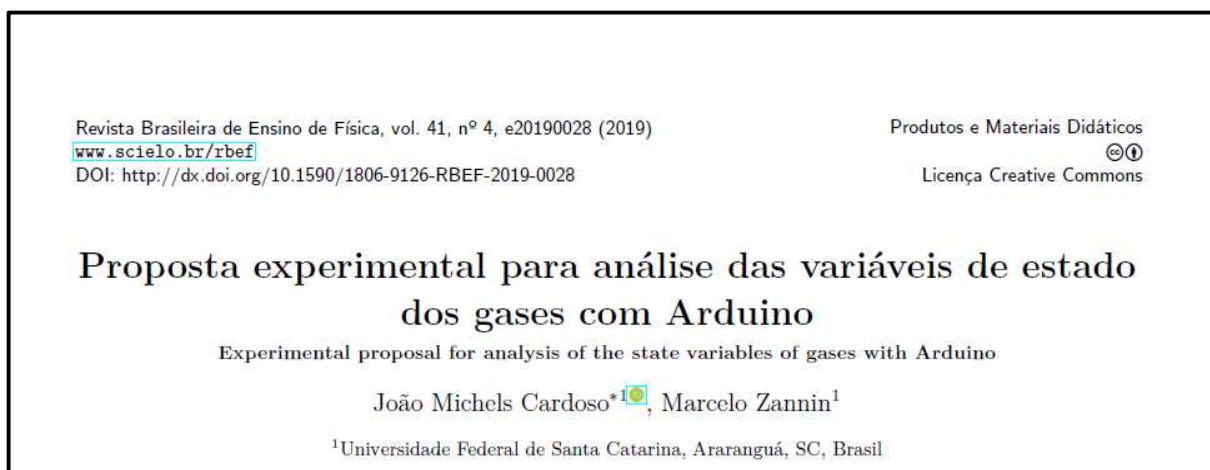 Revista Brasileira de Ensino de Física, vol. 41, nº 4, e20190028 (2019)
www.scielo.br/rbef
DOI: http://dx.doi.org/10.1590/1806-9126-RBEF-2019-0028
Produtos e Materiais Didáticos
cc
Licença Creative Commons
Proposta experimental para análise das variáveis de estado
dos gases com Arduino
Experimental proposal for analysis of the state variables of gases with Arduino
João Michels Cardoso*1iD, Marcelo Zannin1
1Universidade Federal de Santa Catarina, Araranguá, SC, Brasil